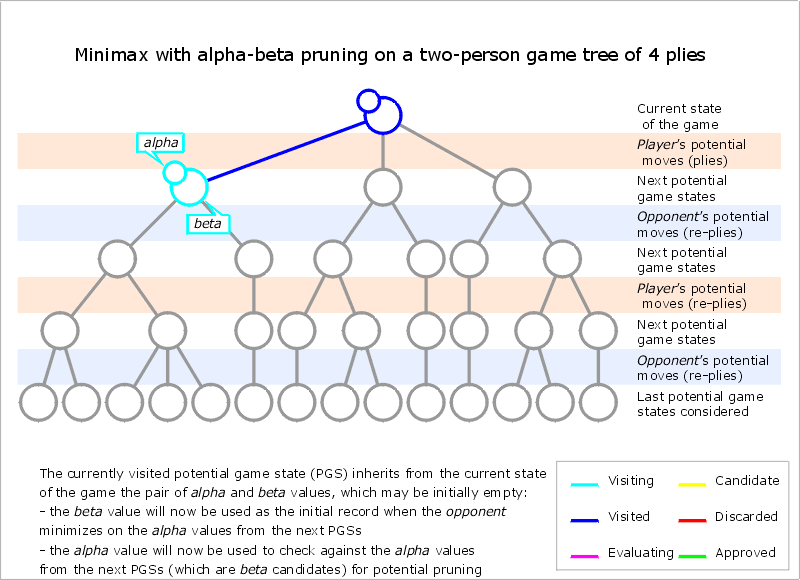 Minimax with alpha-beta pruning on a two-person game tree of 4 plies
Current state
of the game
Player's potential
moves (plies)
Next potential
game states
Opponent's potential
moves (re-plies)
Next potential
game states
Player's potential
moves (re-plies)
Next potential
game states
Opponent's potential
moves (re-plies)
Last potential game
states considered
alpha
beta
The currently visited potential game state (PGS) inherits from the current state
of the game the pair of alpha and beta values, which may be initially empty:
- the beta value will now be used as the initial record when the opponent
minimizes on the alpha values from the next PGSs
- the alpha value will now be used to check against the alpha values
from the next PGSs (which are beta candidates) for potential pruning
Visiting
Candidate
Visited
Discarded
Evaluating
Approved